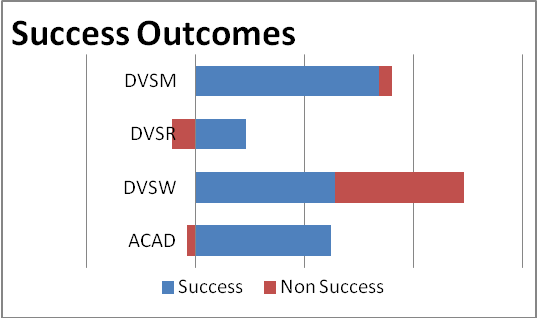 Success Outcomes
DVSM
DVSR
DVSW
ACAD
Success Non Success